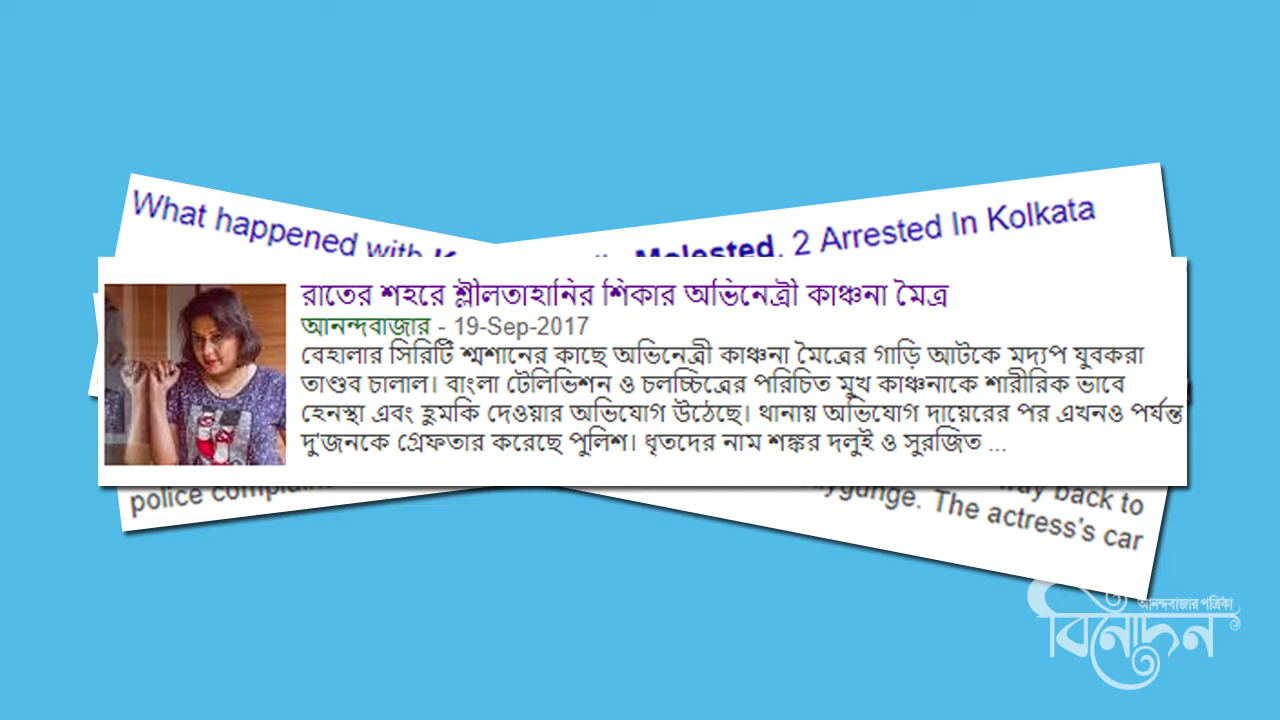 What happened with
Molested, 2 Arrested In Kolkata
রাতের শহরে শ্লীলতাহানির শিকার অভিনেত্রী কাঞ্চনা মৈত্র
আনন্দবাজার - 19-Sep-2017
বেহালার সিরিটি শ্মশানের কাছে অভিনেত্রী কাঞ্চনা মৈত্রের গাড়ি আটকে মদ্যপ যুবকরা
তাণ্ডব চালাল। বাংলা টেলিভিশন ও চলচ্চিত্রের পরিচিত মুখ কাঞ্চনাকে শারীরিক ভাবে
হেনস্থা এবং হুমকি দেওয়ার অভিযোগ উঠেছে। থানায় অভিযোগ দায়েরের পর এখনও পর্যন্ত
দু'জনকে গ্রেফতার করেছে পুলিশ। ধৃতদের নাম শঙ্কর দলুই ও সুরজিত ...
police complaint
way back to
The actress's car
আনন্দবাজার পত্রিকা
বিনোদন